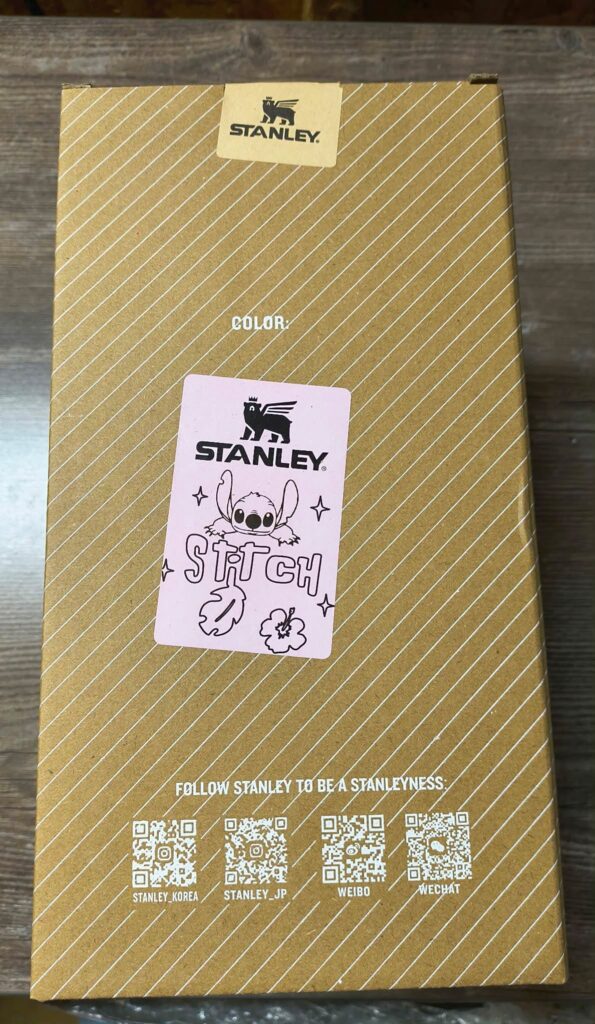 STANLEY.
COLOR:
STANLEY®
STITCH
FOLLOW STANLEY TO BE A STANLEYNESS:
STANLEY_KOREA STANLEY_JP WEIBO WECHAT